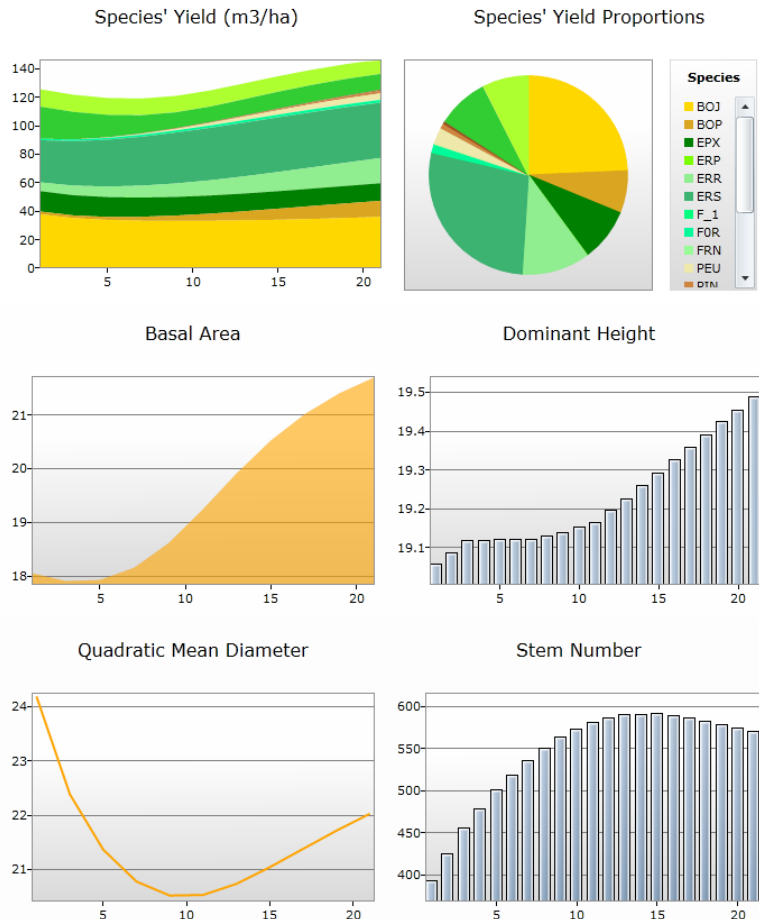 Species' Yield (m3/ha)
140
120
100
80
60
40
20
0
5 10 15 20
Species' Yield Proportions
Species
BOJ
BOP
EPX
ERP
ERR
ERS
F_1
F0R
FRN
PEU
PIN
Basal Area
21
20
19
18
5 10 15 20
Dominant Height
19.5
19.4
19.3
19.2
19.1
5 10 15 20
Quadratic Mean Diameter
24
23
22
21
5 10 15 20
Stem Number
600
550
500
450
400
5 10 15 20